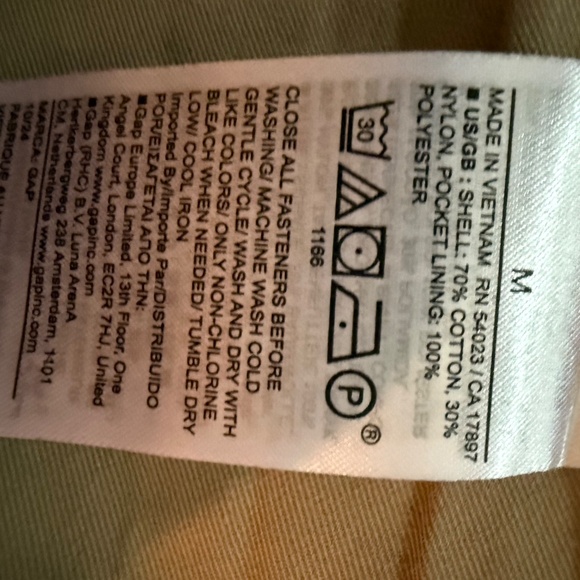 M
MADE IN VIETNAM RN 54023 / CA 17897
■ US/GB : SHELL: 70% COTTON, 30%
NYLON, POCKET LINING: 100%
POLYESTER
30
P
®
1166
CLOSE ALL FASTENERS BEFORE
WASHING/ MACHINE WASH COLD
GENTLE CYCLE/ WASH AND DRY WITH
LIKE COLORS/ ONLY NON-CHLORINE
BLEACH WHEN NEEDED/ TUMBLE DRY
LOW/ COOL IRON
Imported By/Importe Par/DISTRIBUIDO
POR/ΕΙΣΑΓΕΤΑΙ ΑΠΟ ΤΗΝ:
■Gap Europe Limited, 13th Floor, One
Angel Court, London, EC2R 7HJ, United
Kingdom www.gapinc.com
■Gap (RHC) B.V. Luna ArenA
Herikerbergweg 238 Amsterdam, 1101
CM, Netherlands www.gapinc.com
MARCA: GAP
10/24